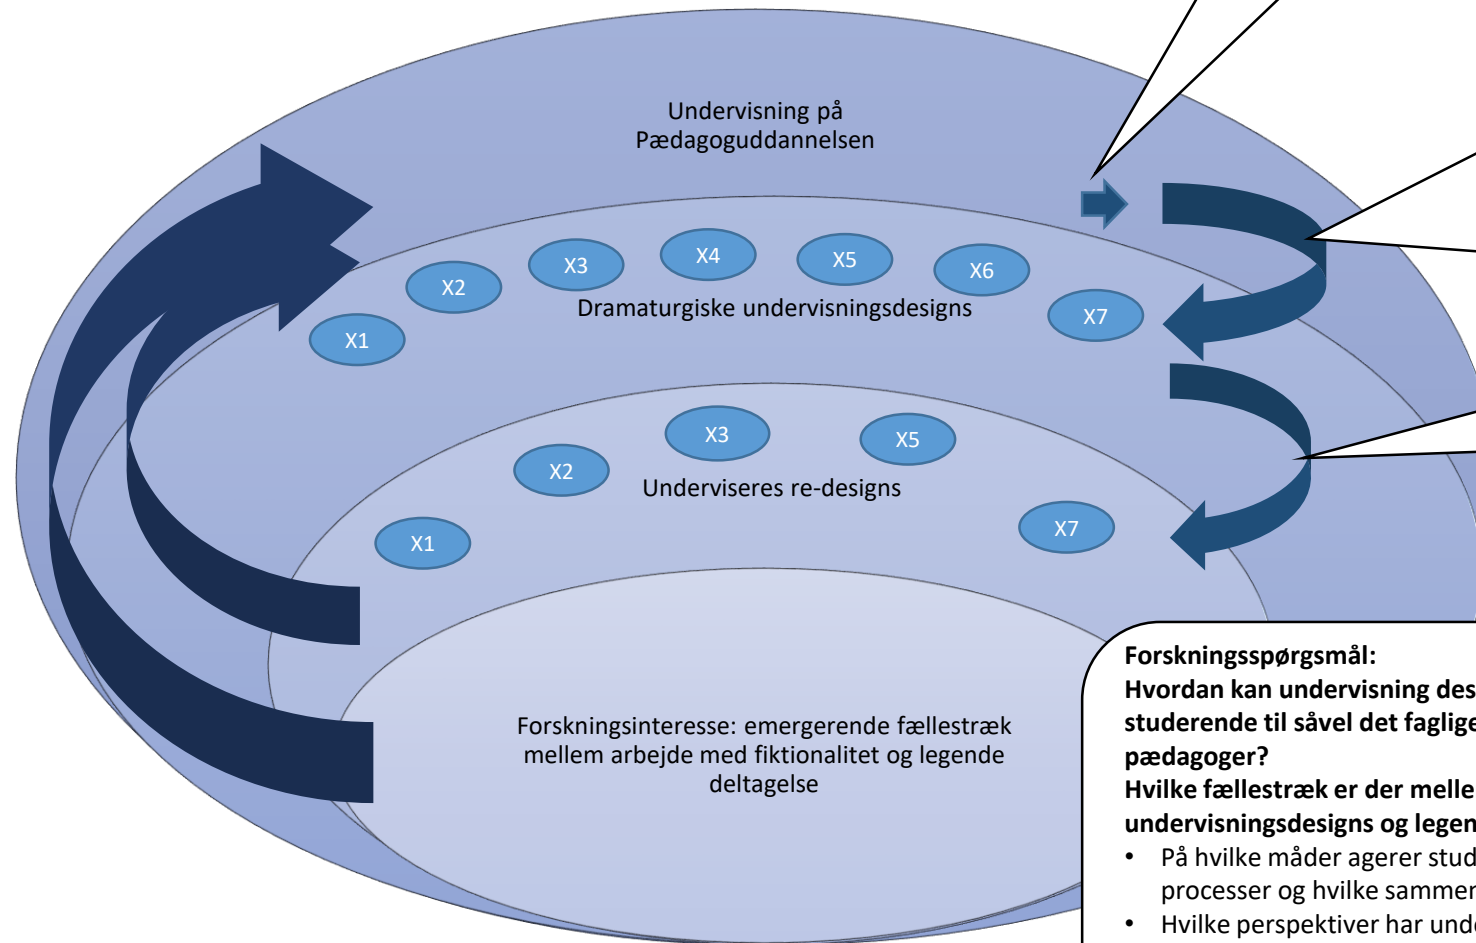 Undervisning på
Pædagoguddannelsen
X1
X2
X3
X4
X5
X6
X7
Dramaturgiske undervisningsdesigns
X1
X2
X3
X5
X7
Underviseres re-designs
Forskningsinteresse: emergerende fællestræk
mellem arbejde med fiktionalitet og legende
deltagelse
Forskningsspørgsmål:
Hvordan kan undervisning des
studerende til såvel det faglige
pædagoger?
Hvilke fællestræk er der melle
undervisningsdesigns og legen
• På hvilke måder agerer stud
processer og hvilke sammen
• Hvilke perspektiver har unde